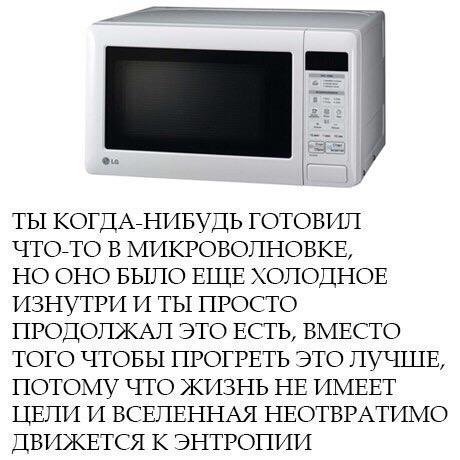 LG
ТЫ КОГДА-НИБУДЬ ГОТОВИЛ
ЧТО-ТО В МИКРОВОЛНОВКЕ,
НО ОНО БЫЛО ЕЩЕ ХОЛОДНОЕ
ИЗНУТРИ И ТЫ ПРОСТО
ПРОДОЛЖАЛ ЭТО ЕСТЬ, ВМЕСТО
ТОГО ЧТОБЫ ПРОГРЕТЬ ЭТО ЛУЧШЕ,
ПОТОМУ ЧТО ЖИЗНЬ НЕ ИМЕЕТ
ЦЕЛИ И ВСЕЛЕННАЯ НЕОТВРАТИМО
ДВИЖЕТСЯ К ЭНТРОПИИ